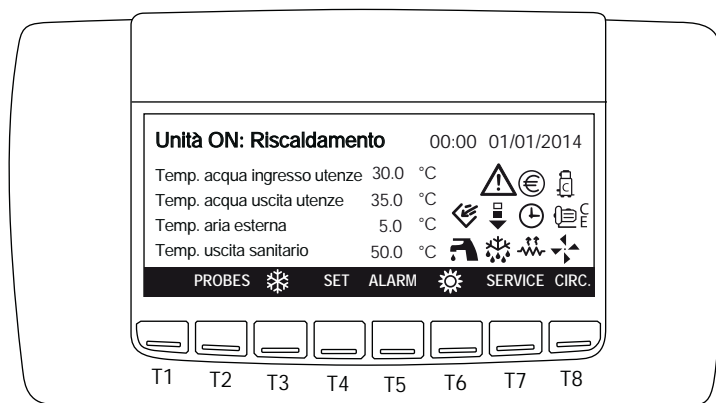 Unità ON: Riscaldamento 00:00 01/01/2014
Temp. acqua ingresso utenze 30.0 °C
Temp. acqua uscita utenze 35.0 °C
Temp. aria esterna 5.0 °C
Temp. uscita sanitario 50.0 °C
€ C
C
E
PROBES SET ALARM SERVICE CIRC.
T1 T2 T3 T4 T5 T6 T7 T8